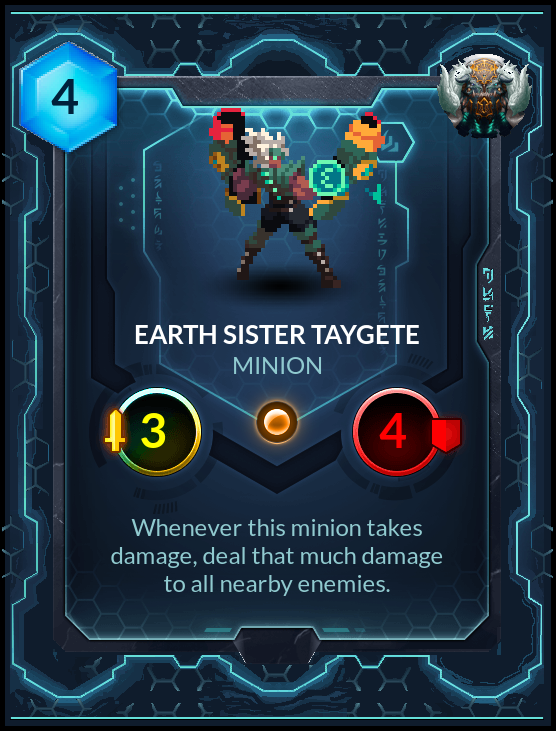 4
EARTH SISTER TAYGETE
MINION
3
4
Whenever this minion takes
damage, deal that much damage
to all nearby enemies.